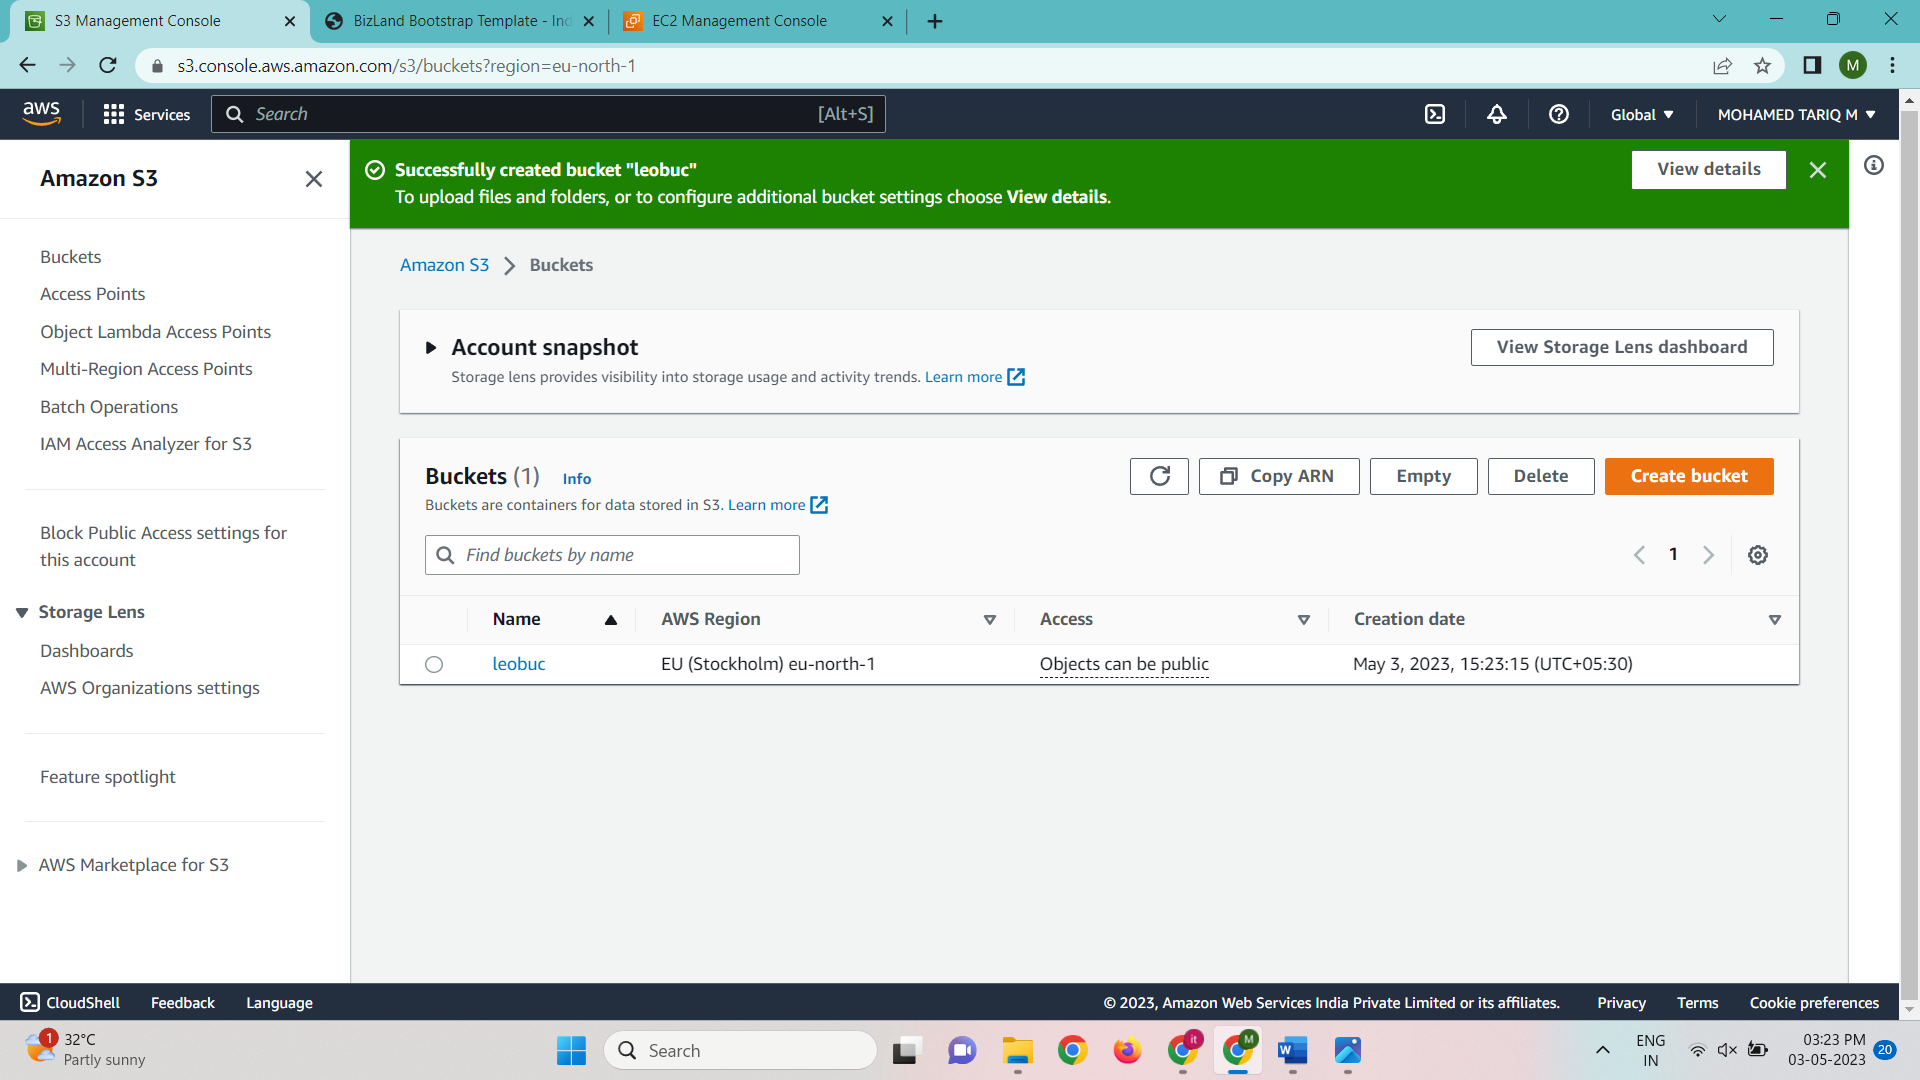 S3 Management Console
BizLand Bootstrap Template - Ind
EC2 Management Console
s3.console.aws.amazon.com/s3/buckets?region=eu-north-1
M
aws
Services
Search
[Alt+S]
Global
MOHAMED TARIQ M
Amazon S3
Buckets
Access Points
Object Lambda Access Points
Multi-Region Access Points
Batch Operations
IAM Access Analyzer for S3
Block Public Access settings for
this account
Storage Lens
Dashboards
AWS Organizations settings
Feature spotlight
AWS Marketplace for S3
Successfully created bucket "leobuc"
To upload files and folders, or to configure additional bucket settings choose View details.
View details
Amazon S3 Buckets
Account snapshot
Storage lens provides visibility into storage usage and activity trends. Learn more
View Storage Lens dashboard
Buckets (1) Info
Buckets are containers for data stored in S3. Learn more
Copy ARN
Empty
Delete
Create bucket
Find buckets by name
1
Name AWS Region Access Creation date
leobuc EU (Stockholm) eu-north-1 Objects can be public May 3, 2023, 15:23:15 (UTC+05:30)
CloudShell Feedback Language
© 2023, Amazon Web Services India Private Limited or its affiliates. Privacy Terms Cookie preferences
1
32°C
Partly sunny
Search
it
M
W
ENG
IN
03:23 PM
03-05-2023
20